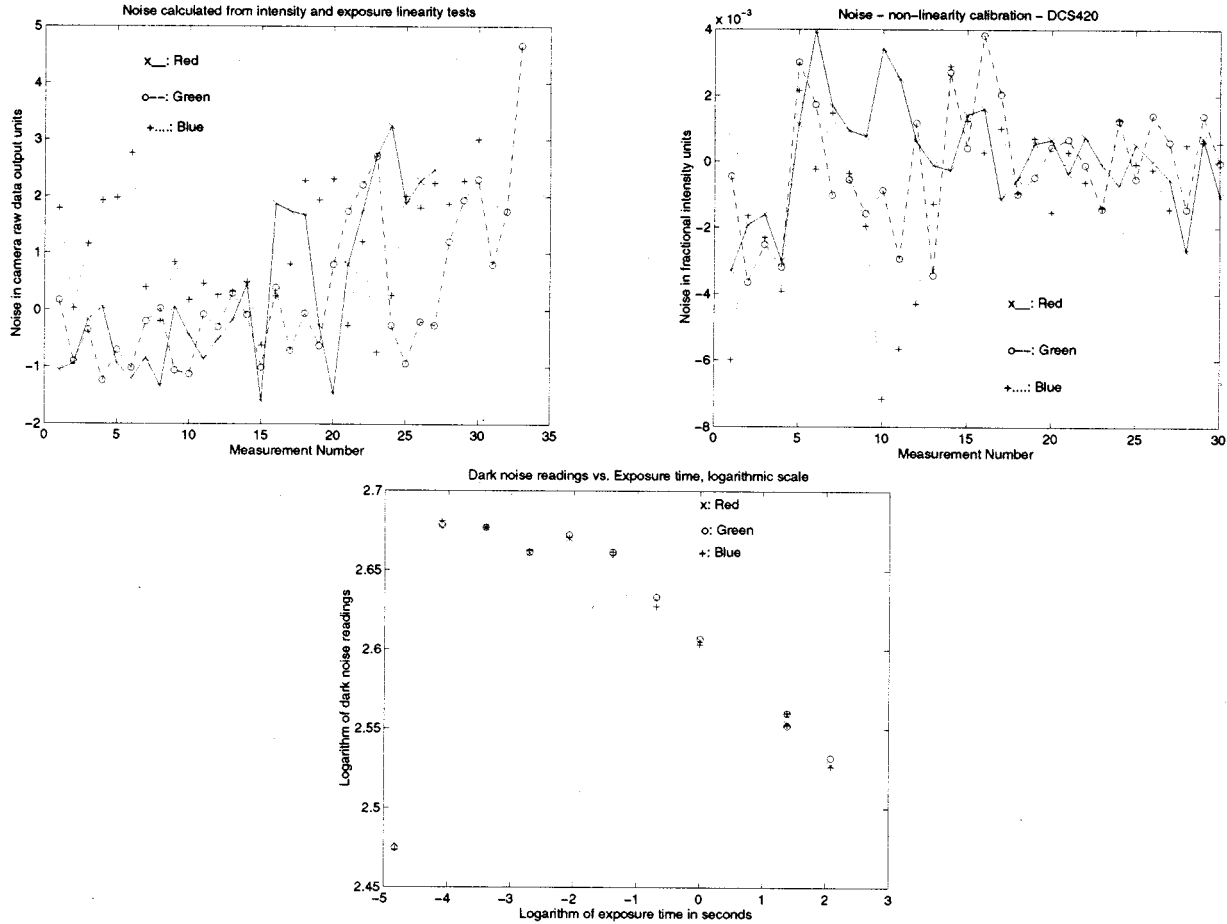 Noise calculated from intensity and exposure linearity tests
5
4
3
2
1
0
−1
−2
Noise in camera raw data output units
x__: Red
o−−: Green
+....: Blue
0
5
10
15
20
25
30
35
Measurement Number
Noise − non−linearity calibration − DCS420
x 10⁻³
4
2
0
−2
−4
−6
−8
Noise in fractional intensity units
x__: Red
o−−: Green
+....: Blue
0
5
10
15
20
25
30
Measurement Number
Dark noise readings vs. Exposure time, logarithmic scale
2.7
2.65
2.6
2.55
2.5
2.45
Logarithm of dark noise readings
x: Red
o: Green
+: Blue
−5
−4
−3
−2
−1
0
1
2
3
Logarithm of exposure time in seconds